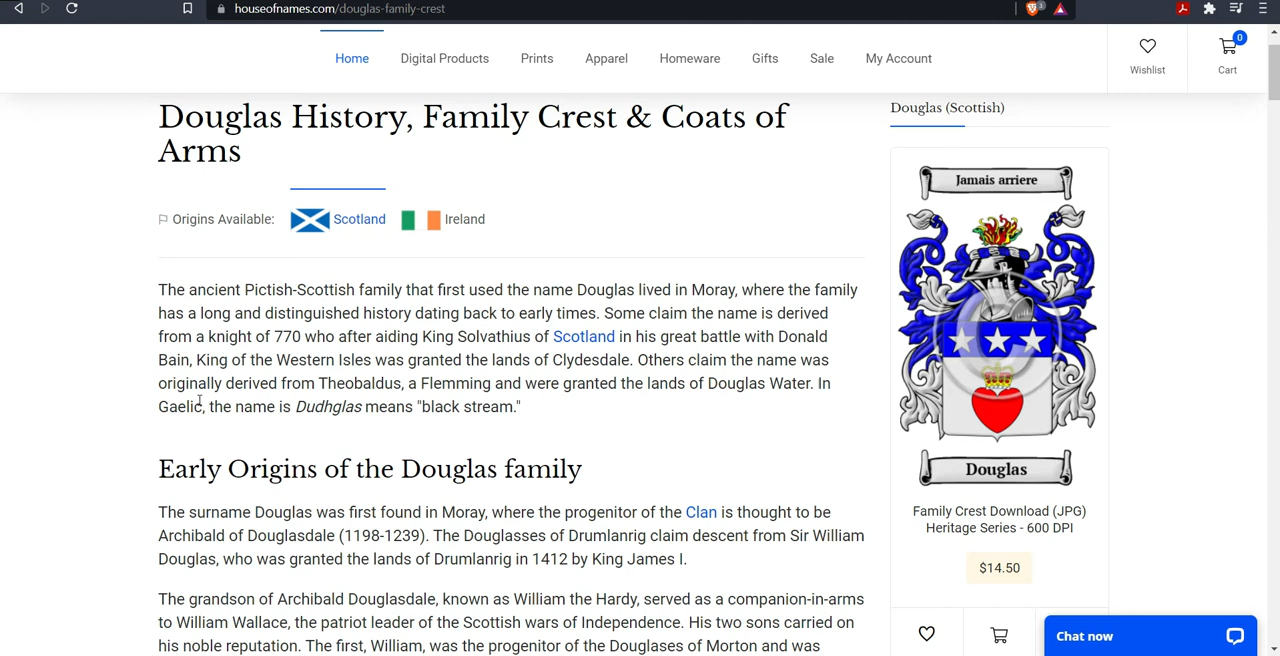 houseofnames.com/douglas-family-crest
3
Home Digital Products Prints Apparel Homeware Gifts Sale My Account
Wishlist
0
Cart
Douglas History, Family Crest & Coats of
Arms
Origins Available: Scotland Ireland
The ancient Pictish-Scottish family that first used the name Douglas lived in Moray, where the family
has a long and distinguished history dating back to early times. Some claim the name is derived
from a knight of 770 who after aiding King Solvathius of Scotland in his great battle with Donald
Bain, King of the Western Isles was granted the lands of Clydesdale. Others claim the name was
originally derived from Theobaldus, a Flemming and were granted the lands of Douglas Water. In
Gaelic, the name is Dudhglas means "black stream."
Early Origins of the Douglas family
The surname Douglas was first found in Moray, where the progenitor of the Clan is thought to be
Archibald of Douglasdale (1198-1239). The Douglasses of Drumlanrig claim descent from Sir William
Douglas, who was granted the lands of Drumlanrig in 1412 by King James I.
The grandson of Archibald Douglasdale, known as William the Hardy, served as a companion-in-arms
to William Wallace, the patriot leader of the Scottish wars of Independence. His two sons carried on
his noble reputation. The first, William, was the progenitor of the Douglases of Morton and was
Douglas (Scottish)
Jamais arriere
Douglas
Family Crest Download (JPG)
Heritage Series - 600 DPI
$14.50
Chat now